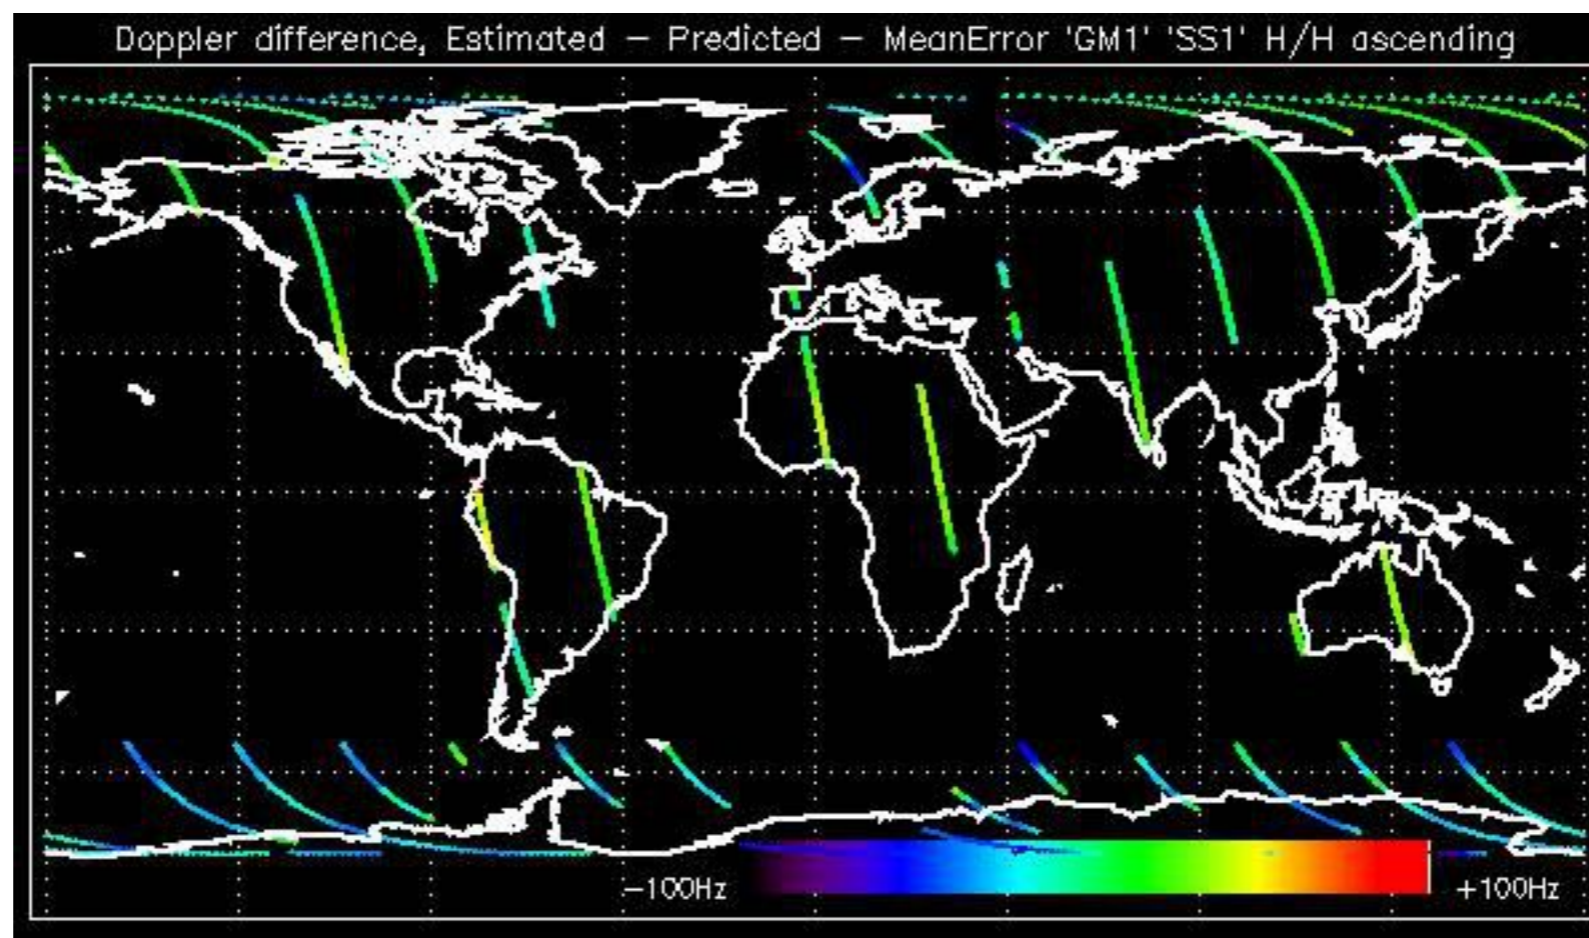 Doppler difference, Estimated – Predicted – MeanError 'GM1' 'SS1' H/H ascending
−100Hz
+100Hz